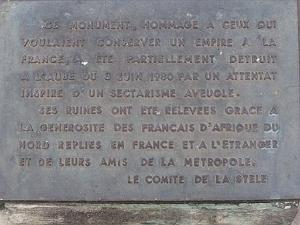 CE MONUMENT, HOMMAGE A CEUX QUI
VOULAIENT CONSERVER UN EMPIRE A LA
FRANCE, A ETE PARTIELLEMENT DETRUIT
A L'AUBE DU 8 JUIN 1980 PAR UN ATTENTAT
INSPIRE D'UN SECTARISME AVEUGLE.
SES RUINES ONT ETE RELEVEES GRACE A
LA GENEROSITE DES FRANCAIS D'AFRIQUE DU
NORD REPLIES EN FRANCE ET A L'ETRANGER
ET DE LEURS AMIS DE LA METROPOLE.
LE COMITE DE LA STELE